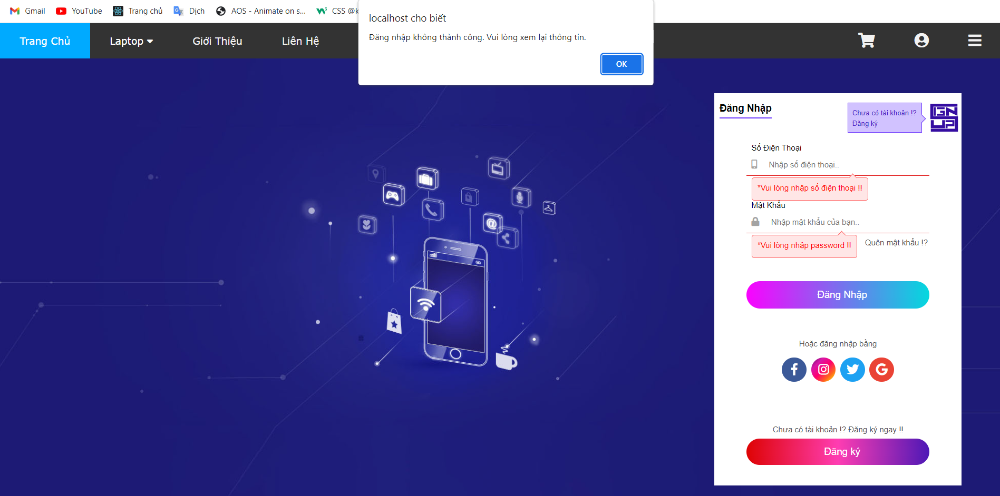 Gmail
YouTube
Trang chủ
Dịch
AOS - Animate on s...
CSS @k
localhost cho biết
Đăng nhập không thành công. Vui lòng xem lại thông tin.
OK
Trang Chủ
Laptop
Giới Thiệu
Liên Hệ
Đăng Nhập
Chưa có tài khoản !?
Đăng ký
IGN
UP
Số Điện Thoại
Nhập số điện thoại..
*Vui lòng nhập số điện thoại !!
Mật Khẩu
Nhập mật khẩu của bạn..
*Vui lòng nhập password !!
Quên mật khẩu !?
Đăng Nhập
Hoặc đăng nhập bằng
Chưa có tài khoản !? Đăng ký ngay !!
Đăng ký